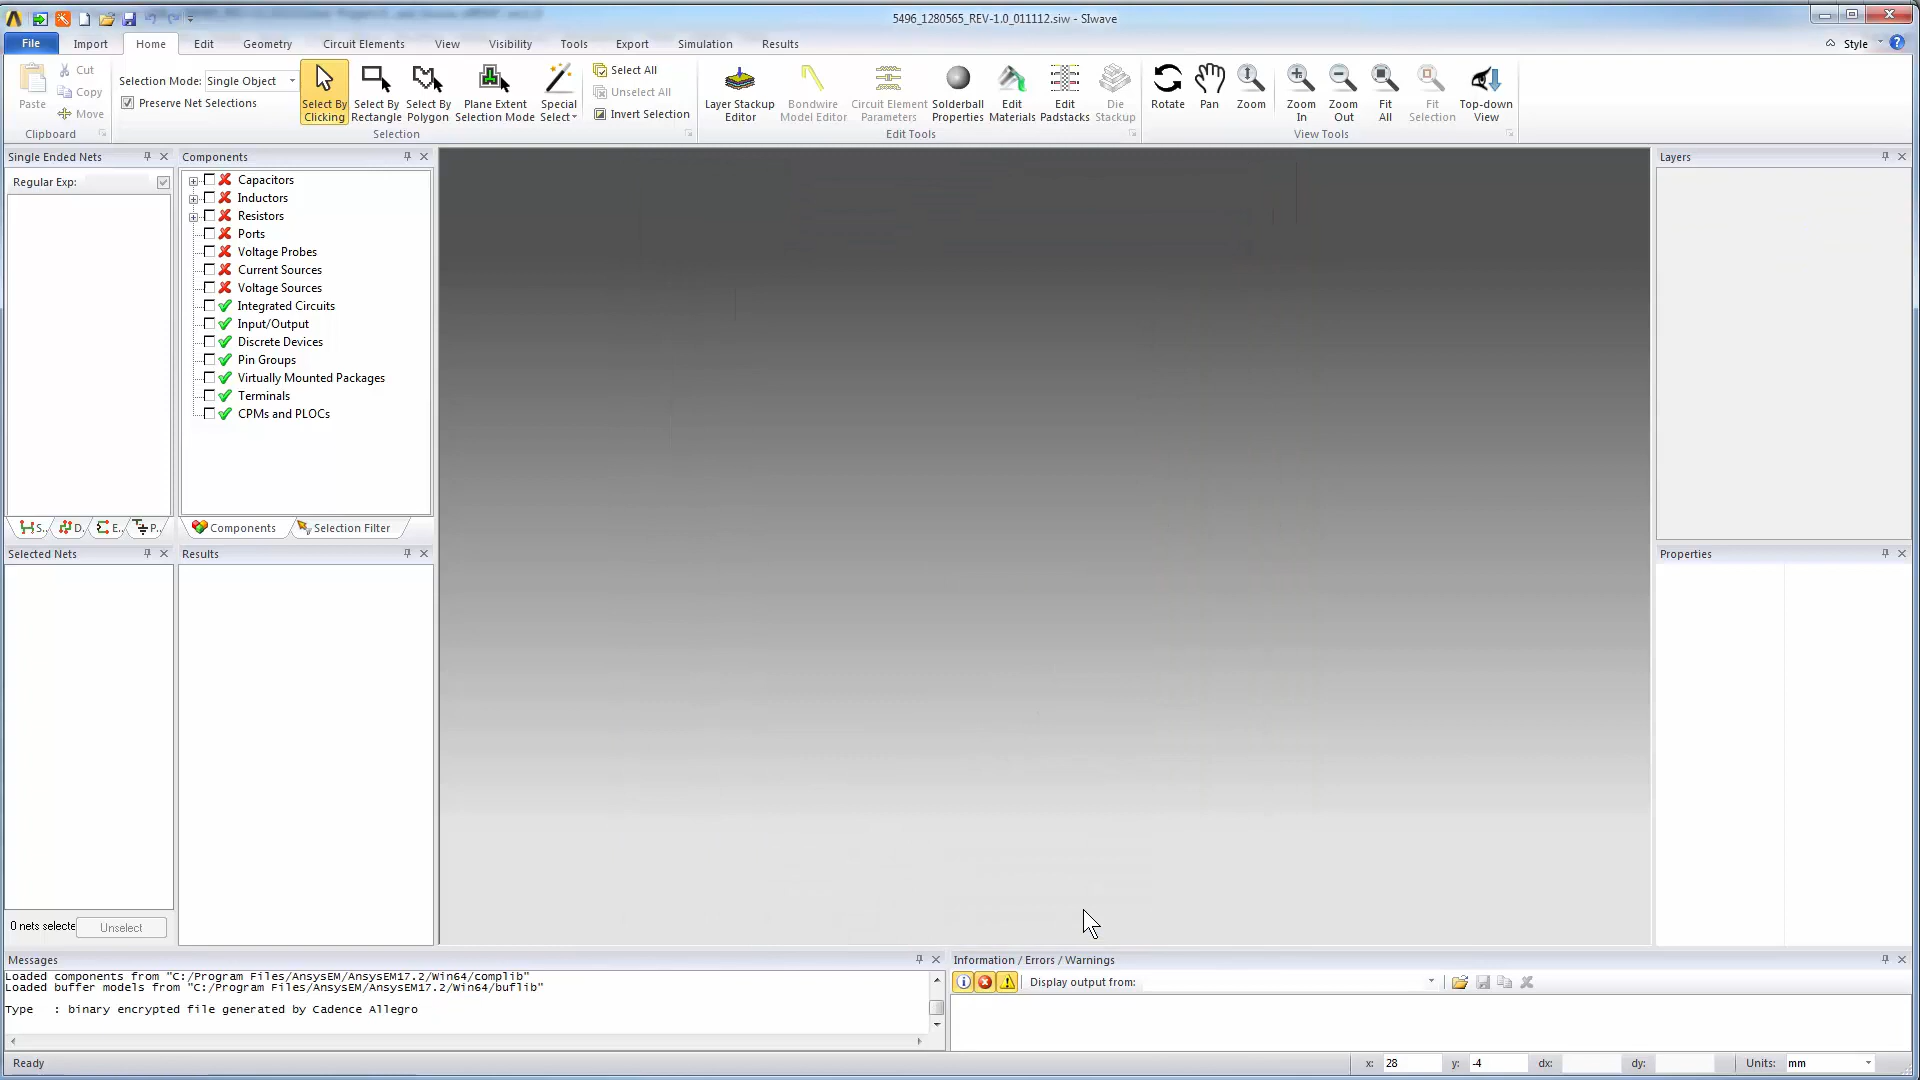 5496_1280565_REV-1.0_011112.siw - SIwave
File Import Home Edit Geometry Circuit Elements View Visibility Tools Export Simulation Results Style
Paste
Cut
Copy
Move
Clipboard
Selection Mode: Single Object
Preserve Net Selections
Select By Clicking
Select By Rectangle
Select By Polygon
Plane Extent Selection Mode
Special Select
Select All
Unselect All
Invert Selection
Selection
Layer Stackup Editor
Bondwire Model Editor
Circuit Element Parameters
Solderball Properties
Edit Materials
Edit Padstacks
Die Stackup
Edit Tools
Rotate
Pan
Zoom
Zoom In
Zoom Out
Fit All
Fit Selection
Top-down View
View Tools
Single Ended Nets
Regular Exp:
S.. D. E.. P..
Components
Capacitors
Inductors
Resistors
Ports
Voltage Probes
Current Sources
Voltage Sources
Integrated Circuits
Input/Output
Discrete Devices
Pin Groups
Virtually Mounted Packages
Terminals
CPMs and PLOCs
Components Selection Filter
Layers
Selected Nets
0 nets selecte
Unselect
Results
Properties
Messages
Loaded components from "C:/Program Files/AnsysEM/AnsysEM17.2/Win64/complib"
Loaded buffer models from "C:/Program Files/AnsysEM/AnsysEM17.2/Win64/buflib"
Type : binary encrypted file generated by Cadence Allegro
Information / Errors / Warnings
Display output from:
Ready
x: 28 y: -4 dx: dy: Units: mm